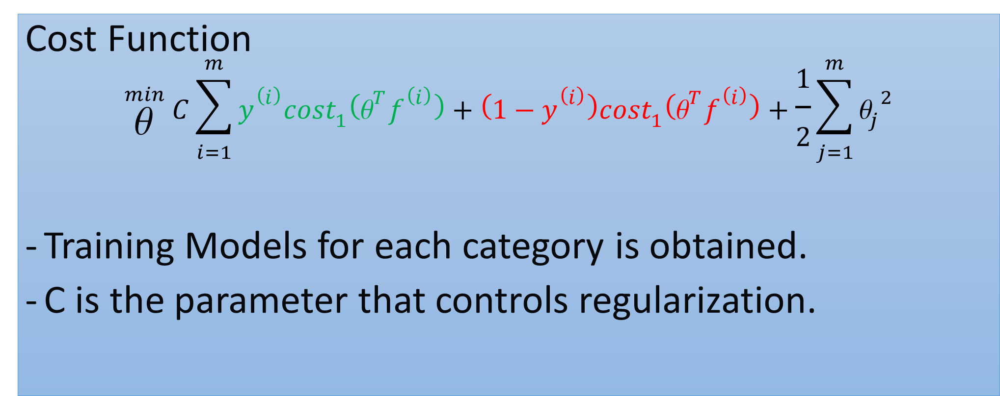 Cost Function
$\overset{min}{\theta} C \sum_{i=1}^{m} y^{(i)} cost_1(\theta^T f^{(i)}) + (1 - y^{(i)}) cost_1(\theta^T f^{(i)}) + \frac{1}{2} \sum_{j=1}^{m} \theta_j{}^2$
- Training Models for each category is obtained.
- C is the parameter that controls regularization.